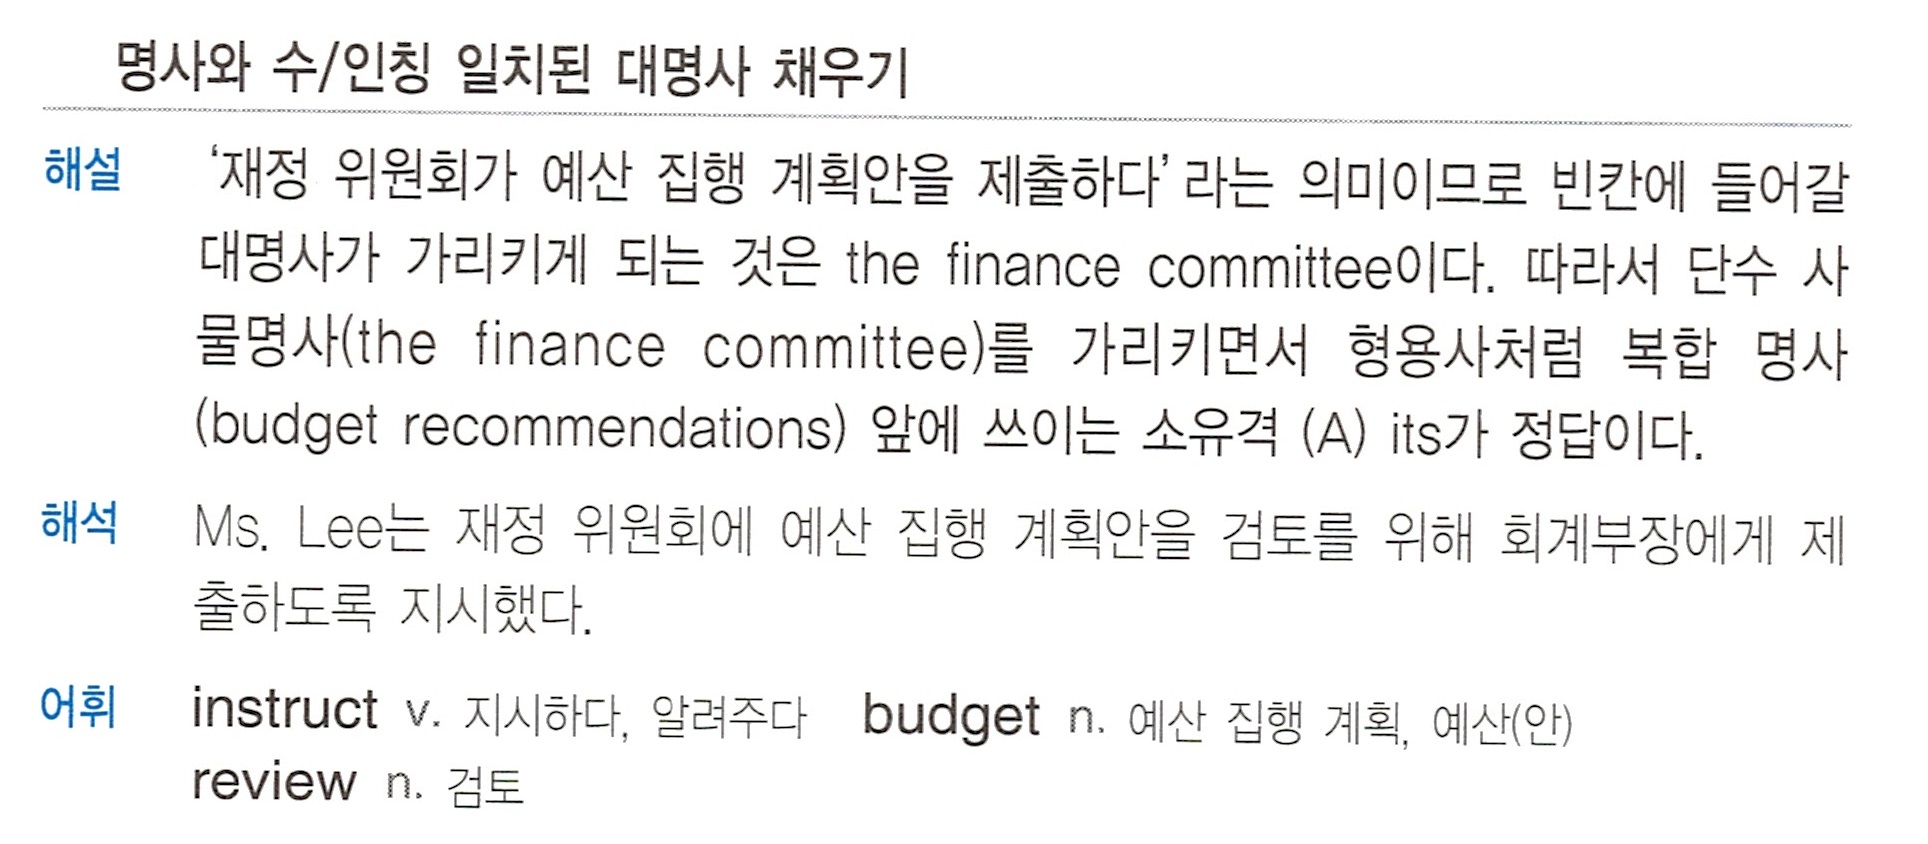 명사와 수/인칭 일치된 대명사 채우기
해설 ‘재정 위원회가 예산 집행 계획안을 제출하다’라는 의미이므로 빈칸에 들어갈
대명사가 가리키게 되는 것은 the finance committee이다. 따라서 단수 사
물명사(the finance committee)를 가리키면서 형용사처럼 복합 명사
(budget recommendations) 앞에 쓰이는 소유격 (A) its가 정답이다.
해석 Ms. Lee는 재정 위원회에 예산 집행 계획안을 검토를 위해 회계부장에게 제
출하도록 지시했다.
어휘 instruct v. 지시하다, 알려주다 budget n. 예산 집행 계획, 예산(안)
review n. 검토